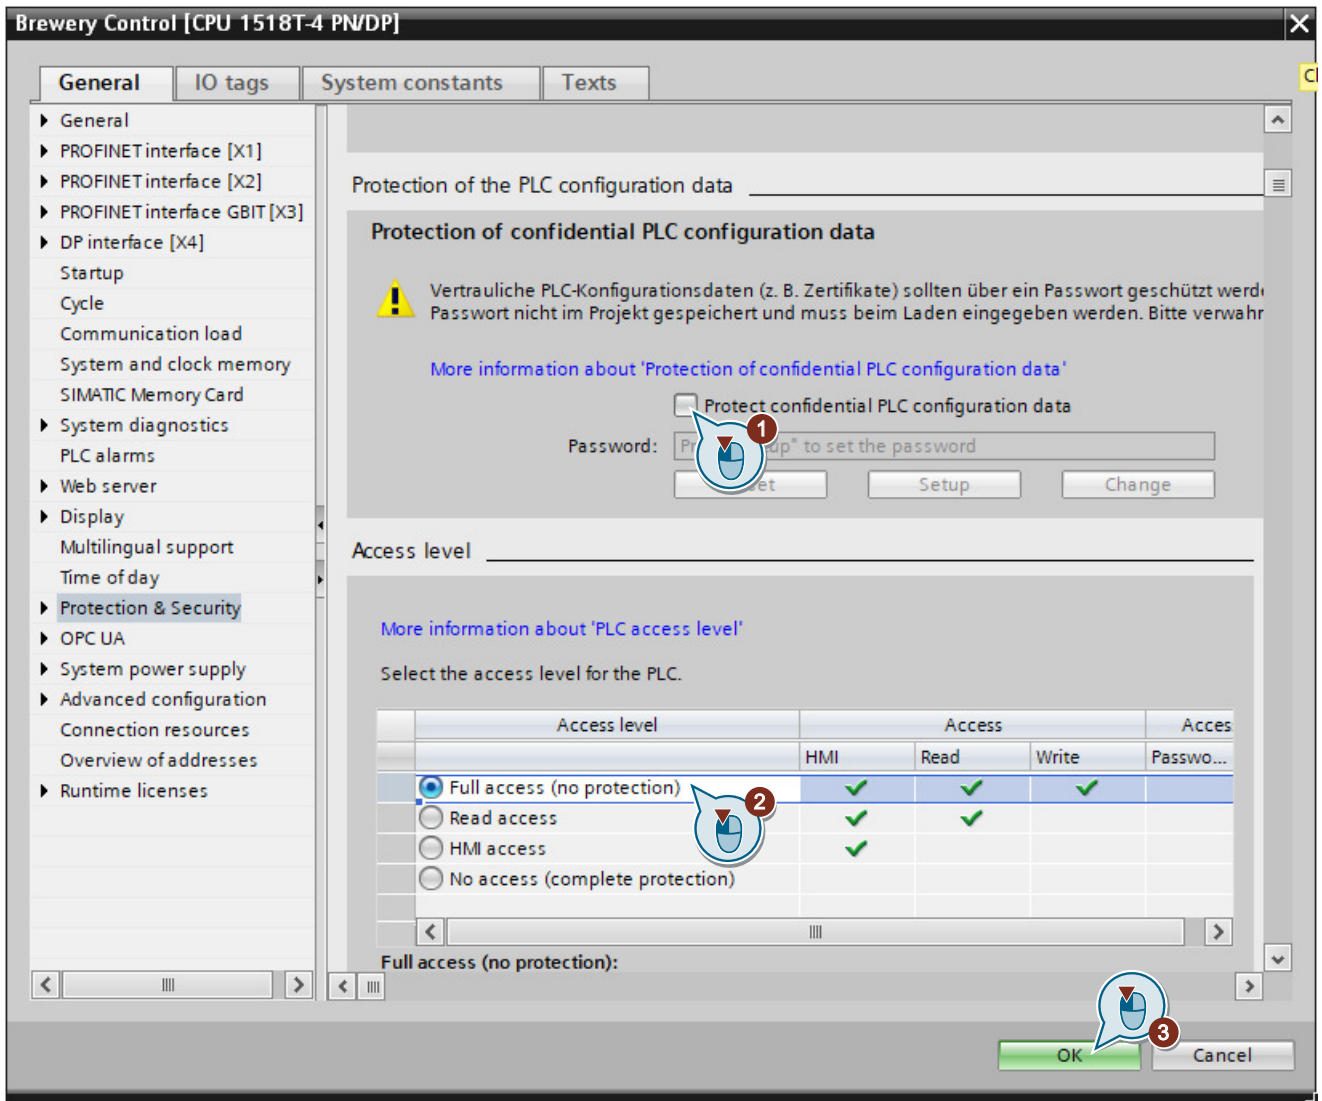 Brewery Control [CPU 1518T-4 PN/DP]
General
IO tags
System constants
Texts
General
PROFINET interface [X1]
PROFINET interface [X2]
PROFINET interface GBIT [X3]
DP interface [X4]
Startup
Cycle
Communication load
System and clock memory
SIMATIC Memory Card
System diagnostics
PLC alarms
Web server
Display
Multilingual support
Time of day
Protection & Security
OPC UA
System power supply
Advanced configuration
Connection resources
Overview of addresses
Runtime licenses
Protection of the PLC configuration data
Protection of confidential PLC configuration data
Vertrauliche PLC-Konfigurationsdaten (z. B. Zertifikate) sollten über ein Passwort geschützt
Passwort nicht im Projekt gespeichert und muss beim Laden eingegeben werden. Bitte
More information about 'Protection of confidential PLC configuration data'
Protect confidential PLC configuration data
1
Password:
to set the password
Setup
Change
Access level
More information about 'PLC access level'
Select the access level for the PLC.
Access level
Access
Acces
HMI
Read
Write
Passwo...
Full access (no protection)
2
Read access
HMI access
No access (complete protection)
Full access (no protection):
3
OK
Cancel